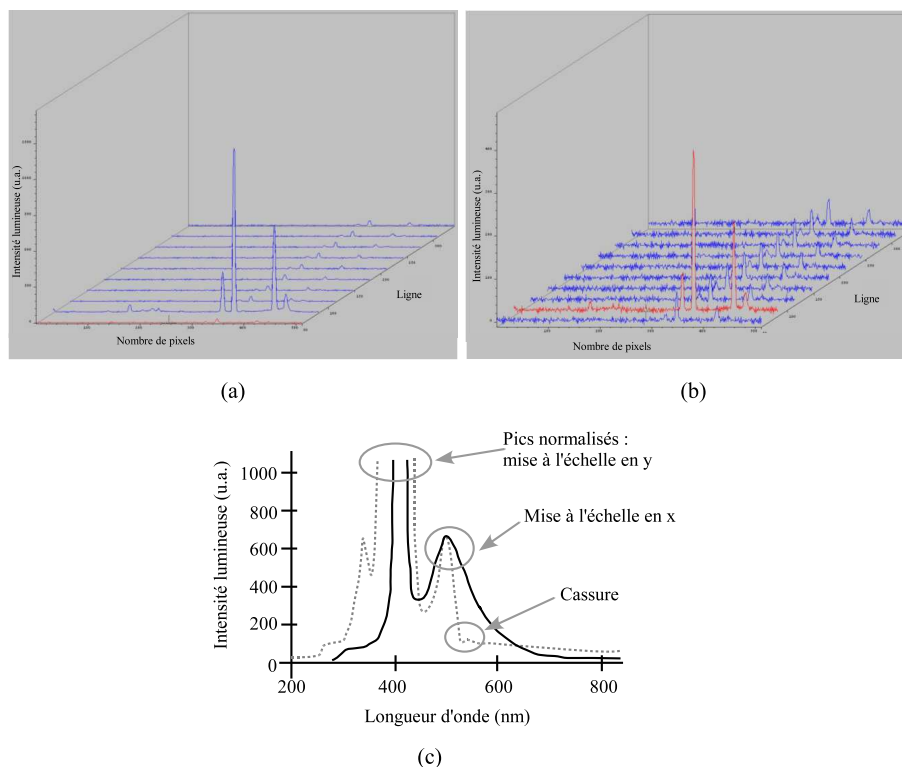 Intensité lumineuse (u.a.)
Ligne
Nombre de pixels
(a)
Intensité lumineuse (u.a.)
Ligne
Nombre de pixels
(b)
Pics normalisés :
mise à l'échelle en y
Mise à l'échelle en x
Cassure
Intensité lumineuse (u.a.)
1000
800
600
400
200
0
200 400 600 800
Longueur d'onde (nm)
(c)